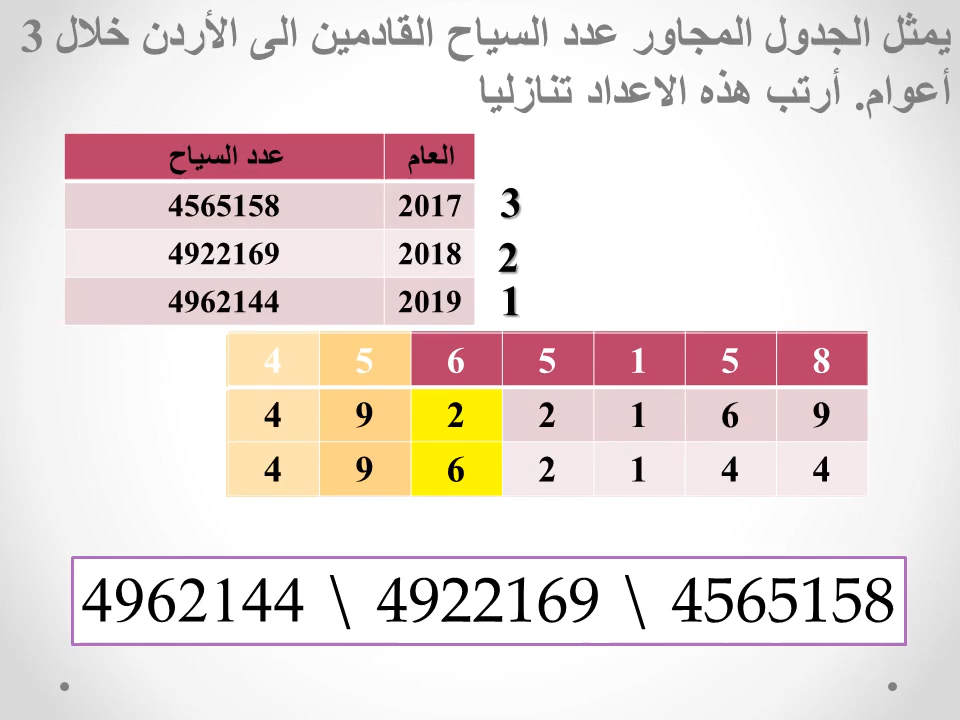 يمثل الجدول المجاور عدد السياح القادمين الى الأردن خلال 3
أعوام. أرتب هذه الاعداد تنازليا
العام عدد السياح
2017 4565158 3
2018 4922169 2
2019 4962144 1
4 5 6 5 1 5 8
4 9 2 2 1 6 9
4 9 6 2 1 4 4
4962144 \ 4922169 \ 4565158